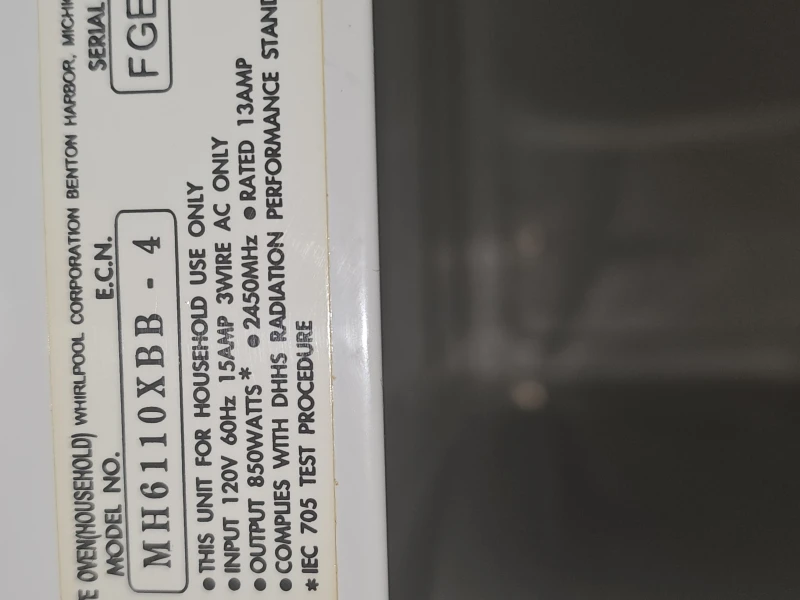 OVEN(HOUSEHOLD) WHIRLPOOL CORPORATION BENTON HARBOR,
MODEL NO. E.C.N. SERIAL
MH6110XBB - 4 FGE
•THIS UNIT FOR HOUSEHOLD USE ONLY
•INPUT 120V 60Hz 15AMP 3WIRE AC ONLY
•OUTPUT 850WATTS* •2450MHz •RATED 13AMP
•COMPLIES WITH DHHS RADIATION PERFORMANCE
*IEC 705 TEST PROCEDURE